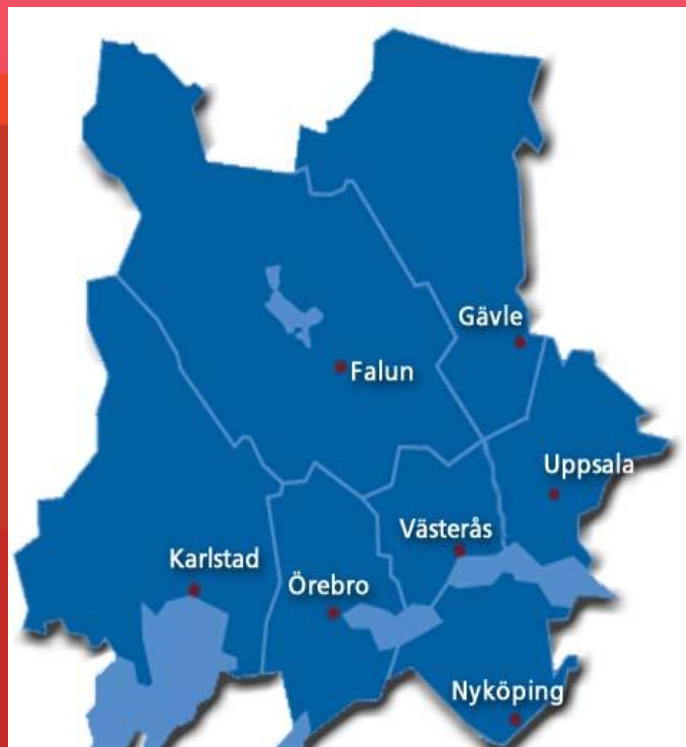 Gävle
Falun
Uppsala
Västerås
Karlstad
Örebro
Nyköping